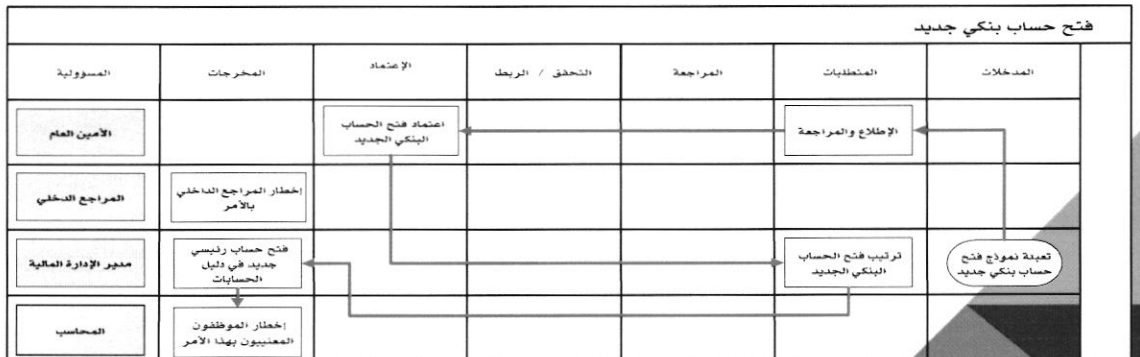 فتح حساب بنكي جديد
المدخلات
المتطلبات
المراجعة
التحقق / الربط
الإعتماد
المخرجات
المسؤولية
الإطلاع والمراجعة
اعتماد فتح الحساب
البنكي الجديد
الأمين العام
إخطار المراجع الداخلي
بالأمر
المراجع الدخلي
تعبئة نموذج فتح
حساب بنكي جديد
ترتيب فتح الحساب
البنكي الجديد
فتح حساب رئيسي
جديد في دليل
الحسابات
مدير الإدارة المالية
إخطار الموظفون
المعنييون بهذا الأمر
المحاسب